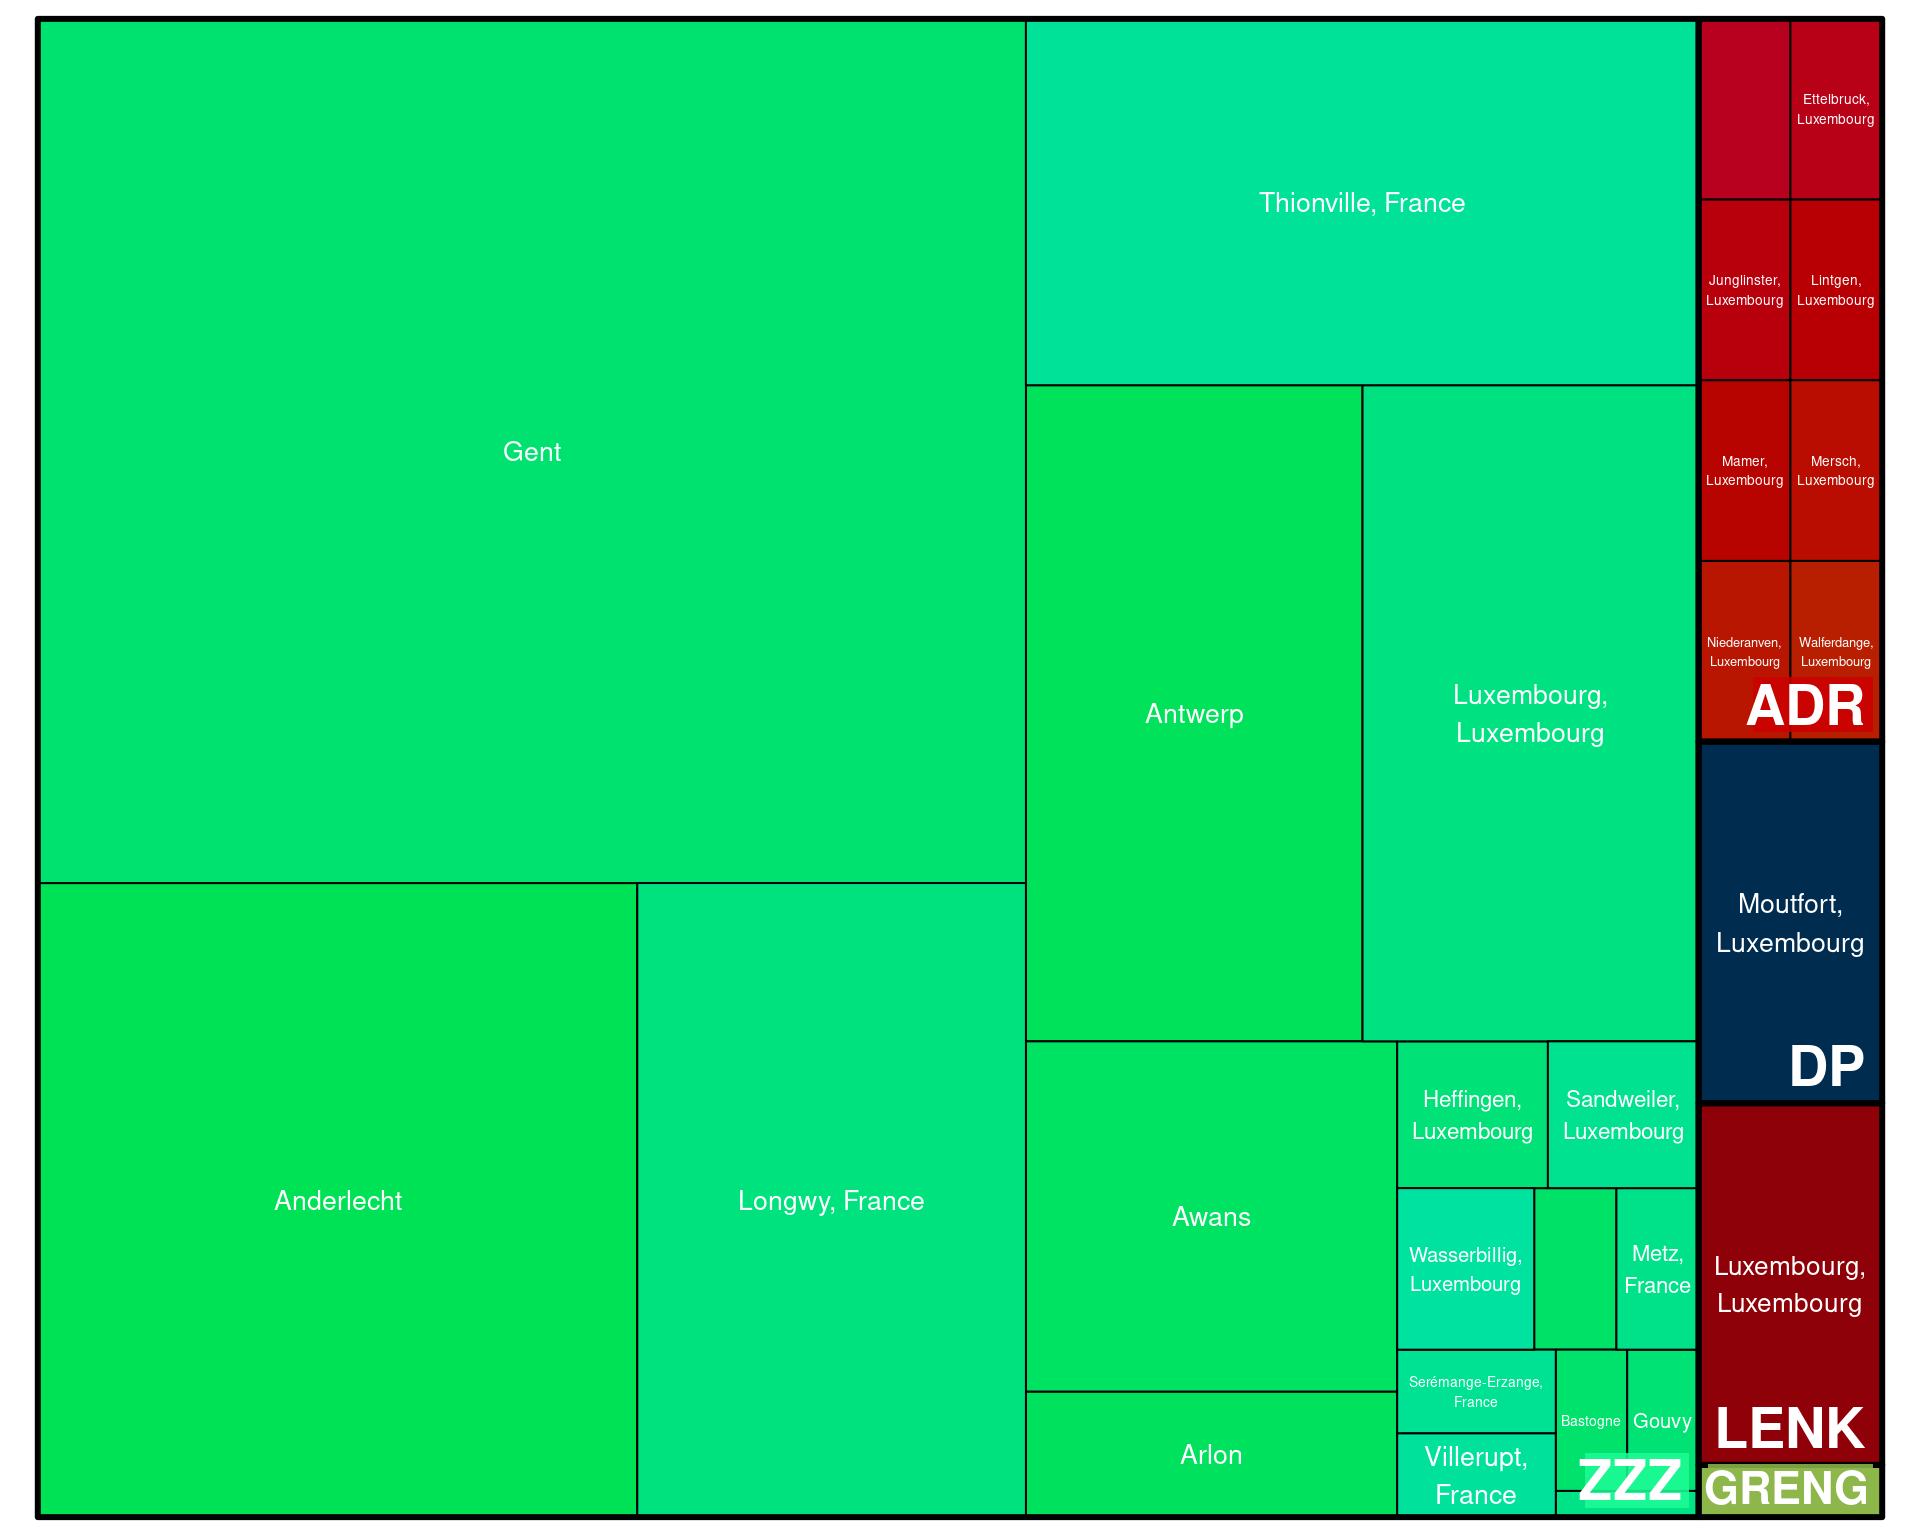 Gent
Thionville, France
Antwerp
Luxembourg,
Luxembourg
Anderlecht
Longwy, France
Awans
Arlon
Heffingen,
Luxembourg
Sandweiler,
Luxembourg
Wasserbillig,
Luxembourg
Metz,
France
Serémange-Erzange,
France
Villerupt,
France
Bastogne
Gouvy
ZZZ
Ettelbruck,
Luxembourg
Junglinster,
Luxembourg
Lintgen,
Luxembourg
Mamer,
Luxembourg
Mersch,
Luxembourg
Niederanven,
Luxembourg
Walferdange,
Luxembourg
ADR
Moutfort,
Luxembourg
DP
Luxembourg,
Luxembourg
LENK
GRENG